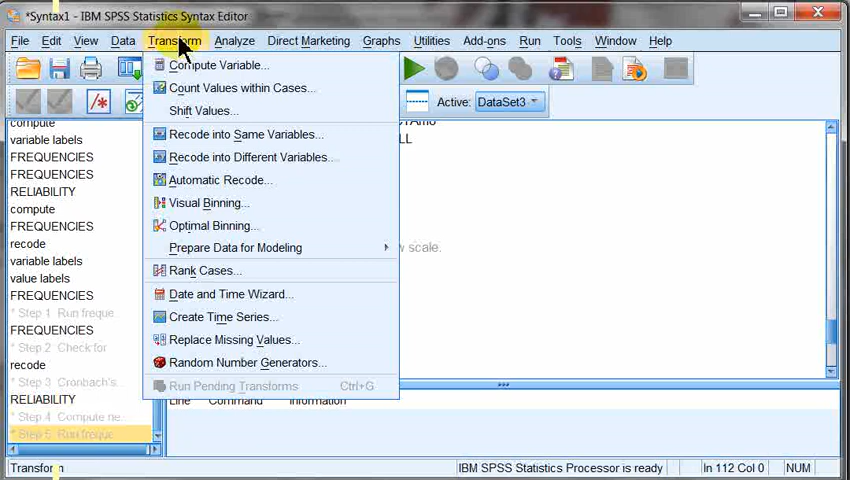 *Syntax1 - IBM SPSS Statistics Syntax Editor
File Edit View Data Transform Analyze Direct Marketing Graphs Utilities Add-ons Run Tools Window Help
Active: DataSet3
Compute Variable...
Count Values within Cases...
Shift Values...
Recode into Same Variables...
Recode into Different Variables...
Automatic Recode...
Visual Binning...
Optimal Binning...
Prepare Data for Modeling
Rank Cases...
Date and Time Wizard...
Create Time Series...
Replace Missing Values...
Random Number Generators...
Run Pending Transforms Ctrl+G
compute
variable labels
FREQUENCIES
FREQUENCIES
RELIABILITY
compute
FREQUENCIES
recode
variable labels
value labels
FREQUENCIES
* Step 1 Run freque
FREQUENCIES
* Step 2 Check for
recode
* Step 3 Cronbach's...
RELIABILITY
* Step 4 Compute ne...
* Step 5 Run freque
LL
w scale.
Line Command Information
Transform
IBM SPSS Statistics Processor is ready
In 112 Col 0
NUM